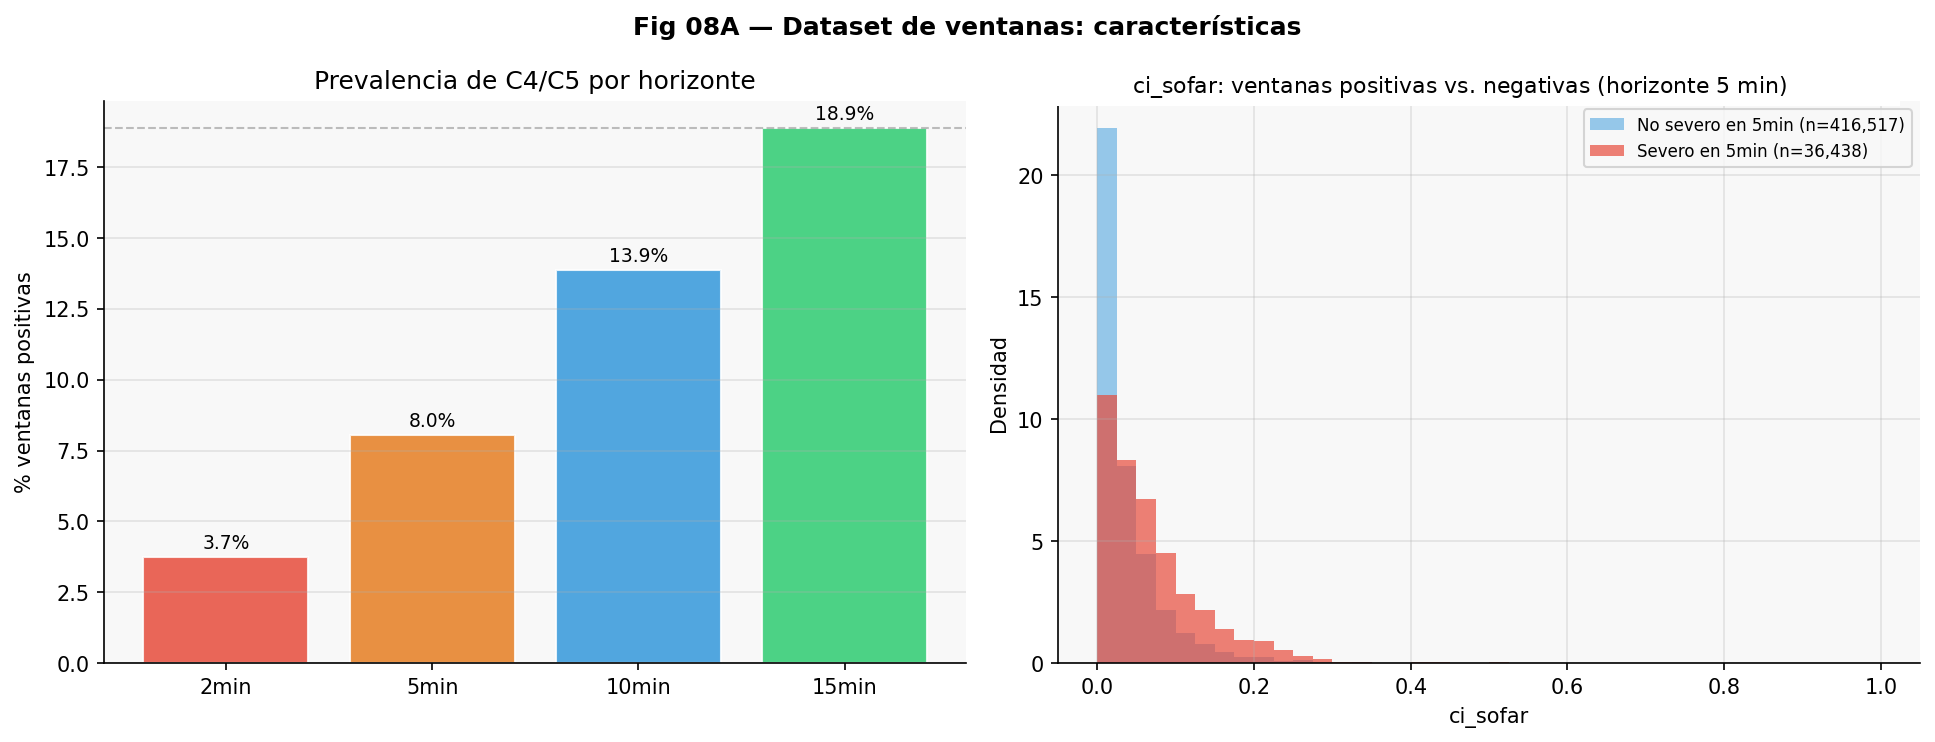 Fig 08A — Dataset de ventanas: características
Prevalencia de C4/C5 por horizonte
% ventanas positivas
17.5
15.0
12.5
10.0
7.5
5.0
2.5
0.0
3.7%
8.0%
13.9%
18.9%
2min
5min
10min
15min
ci_sofar: ventanas positivas vs. negativas (horizonte 5 min)
No severo en 5min (n=416,517)
Severo en 5min (n=36,438)
Densidad
20
15
10
5
0
0.0
0.2
0.4
0.6
0.8
1.0
ci_sofar